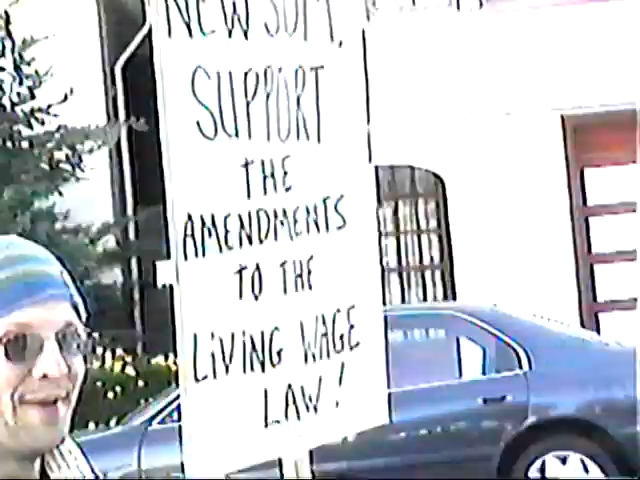 SUPPORT
THE
AMENDMENTS
TO THE
LIVING WAGE
LAW!